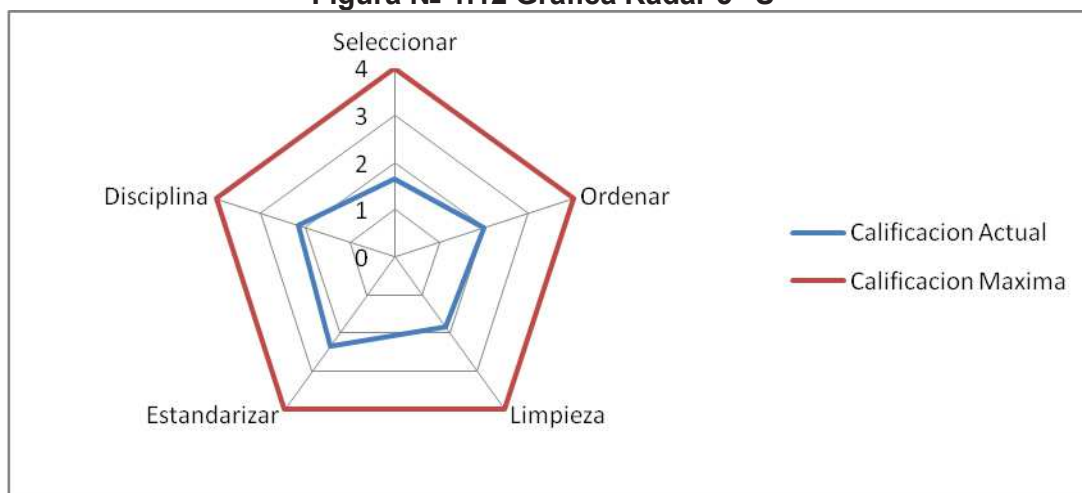 Seleccionar
4
3
2
1
0
Disciplina
Ordenar
Calificacion Actual
Calificacion Maxima
Estandarizar
Limpieza